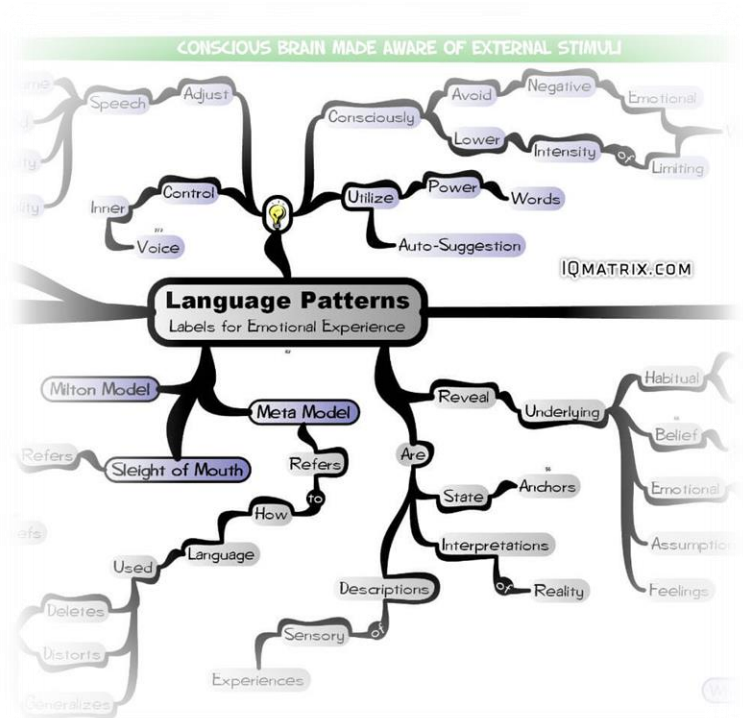 CONSCIOUS BRAIN MADE AWARE OF EXTERNAL STIMULI
Speech
Adjust
Control
Inner
Voice
Consciously
Avoid
Negative
Emotional
Lower
Intensity
of
Limiting
Utilize
Power
Words
Auto-Suggestion
IQMATRIX.COM
Language Patterns
Labels for Emotional Experience
Milton Model
Meta Model
Sleight of Mouth
Refers
Refers
to
How
Language
Used
Deletes
Distorts
Generalizes
Reveal
Underlying
Habitual
Belief
Emotional
Feelings
Are
State
Anchors
Interpretations
of
Reality
Descriptions
of
Sensory
Experiences